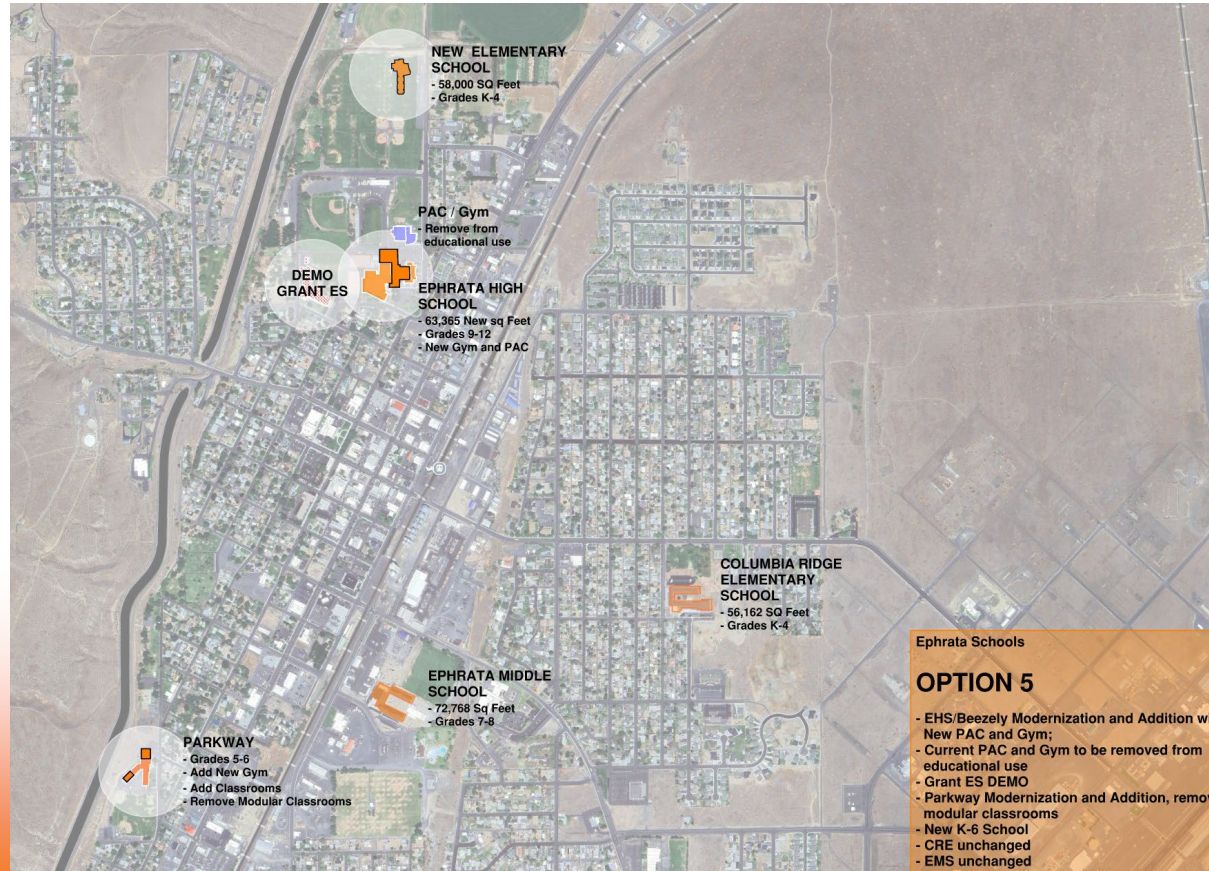 NEW ELEMENTARY
SCHOOL
- 58,000 SQ Feet
- Grades K-4
PAC / Gym
- Remove from
educational use
DEMO
GRANT ES
EPHRATA HIGH
SCHOOL
- 63,365 New sq Feet
- Grades 9-12
- New Gym and PAC
COLUMBIA RIDGE
ELEMENTARY
SCHOOL
- 56,162 SQ Feet
- Grades K-4
EPHRATA MIDDLE
SCHOOL
- 72,768 Sq Feet
- Grades 7-8
PARKWAY
- Grades 5-6
- Add New Gym
- Add Classrooms
- Remove Modular Classrooms
Ephrata Schools
OPTION 5
- EHS/Beezely Modernization and Addition w
New PAC and Gym;
- Current PAC and Gym to be removed from
educational use
- Grant ES DEMO
- Parkway Modernization and Addition, remov
modular classrooms
- New K-6 School
- CRE unchanged
- EMS unchanged